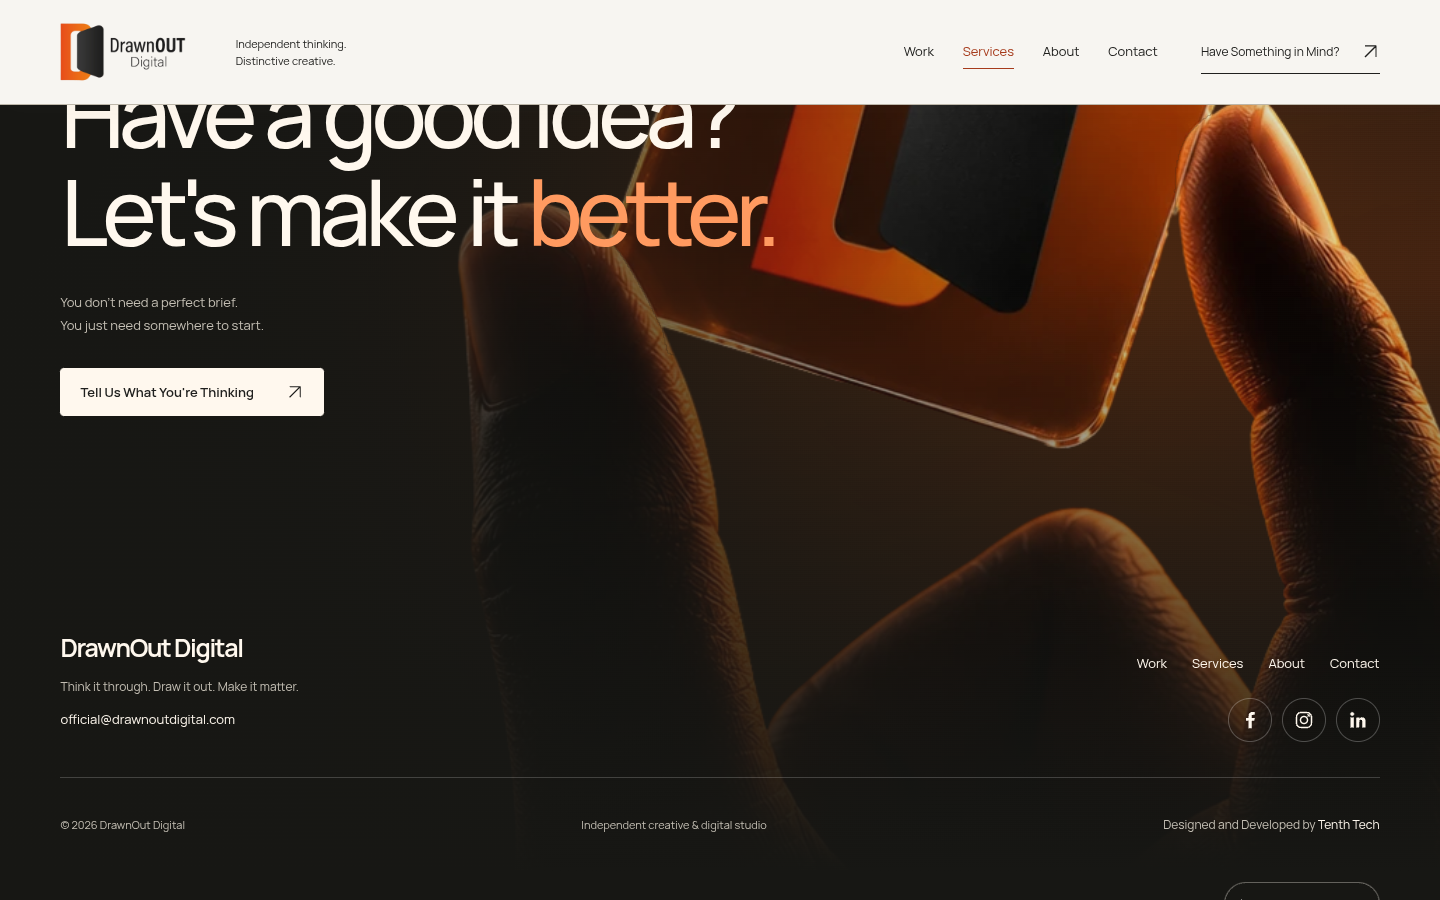 DrawnOUT
Digital
Independent thinking.
Distinctive creative.
Work
Services
About
Contact
Have Something in Mind?
Have a good idea?
Let's make it better.
You don't need a perfect brief.
You just need somewhere to start.
Tell Us What You're Thinking
DrawnOut Digital
Think it through. Draw it out. Make it matter.
official@drawnoutdigital.com
Work
Services
About
Contact
© 2026 DrawnOut Digital
Independent creative & digital studio
Designed and Developed by Tenth Tech